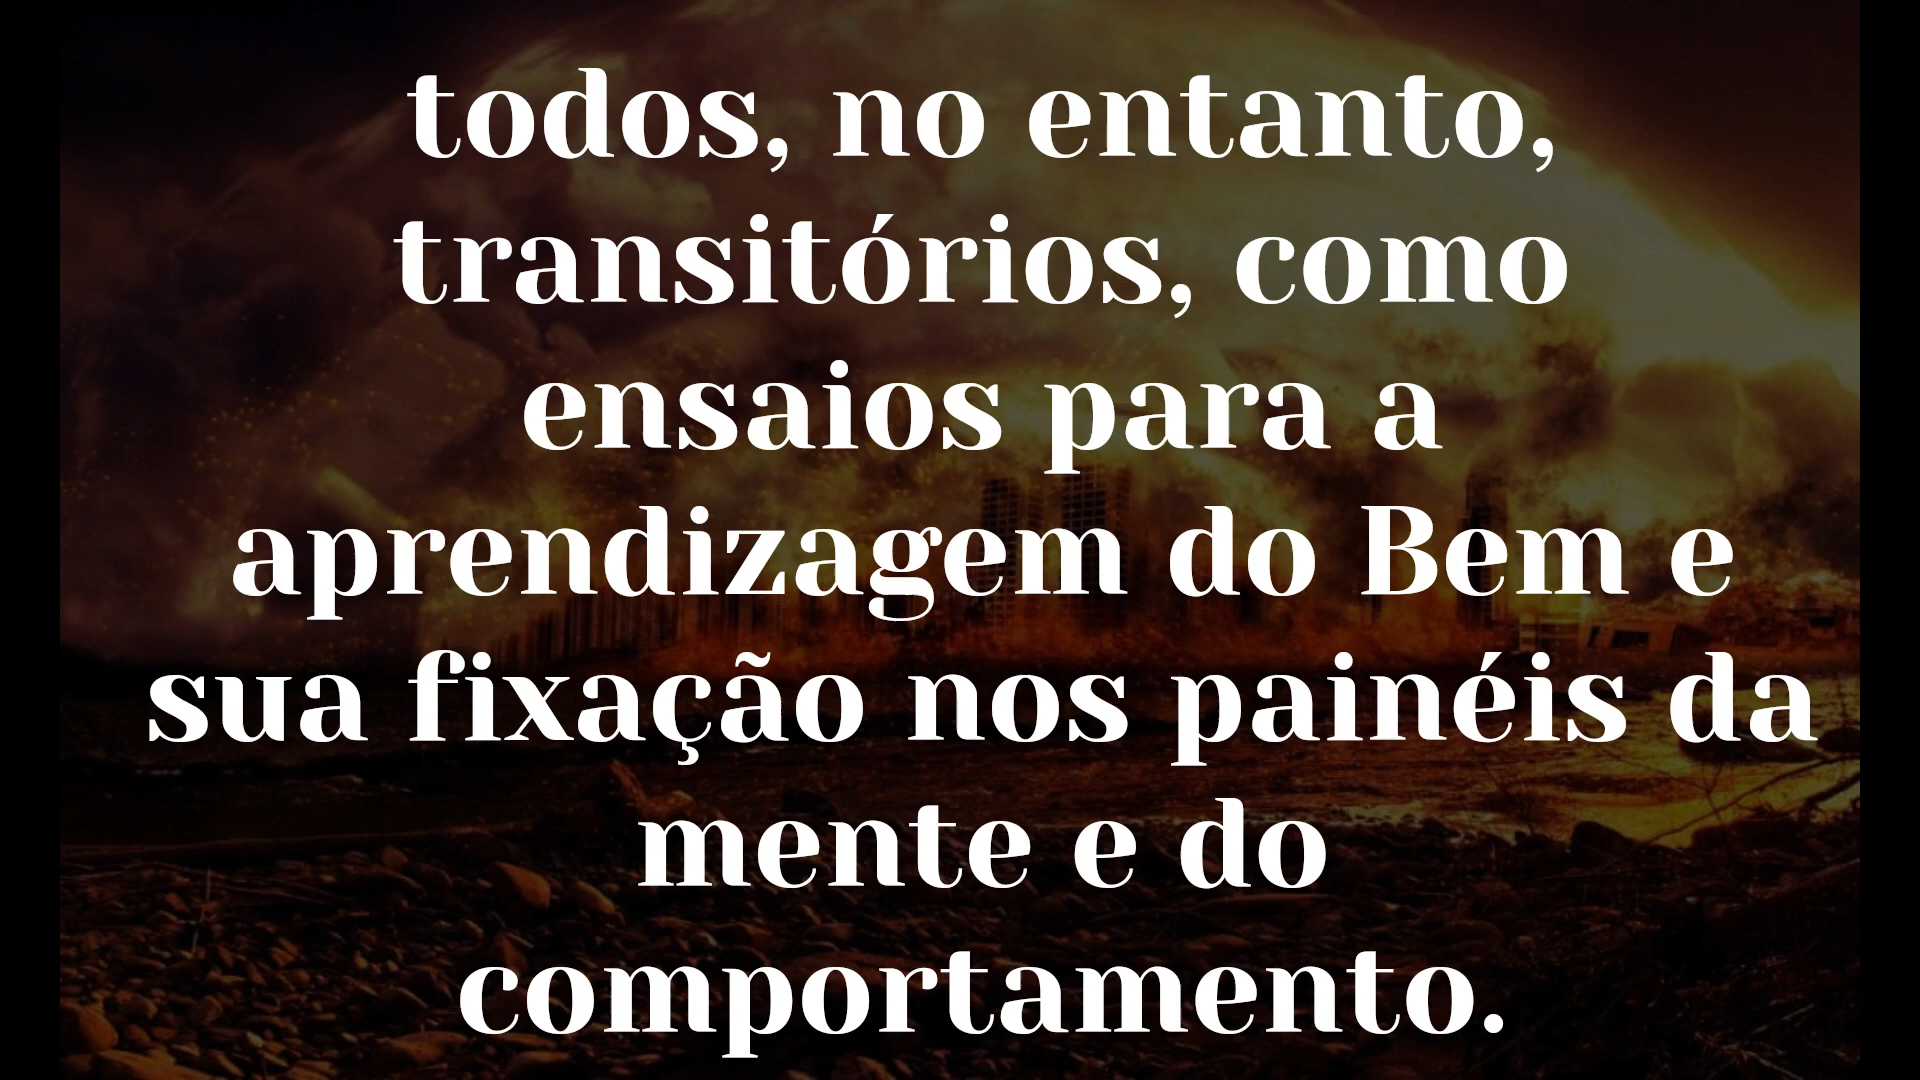 todos, no entanto,
transitórios, como
ensaios para a
aprendizagem do Bem e
sua fixação nos painéis da
mente e do
comportamento.